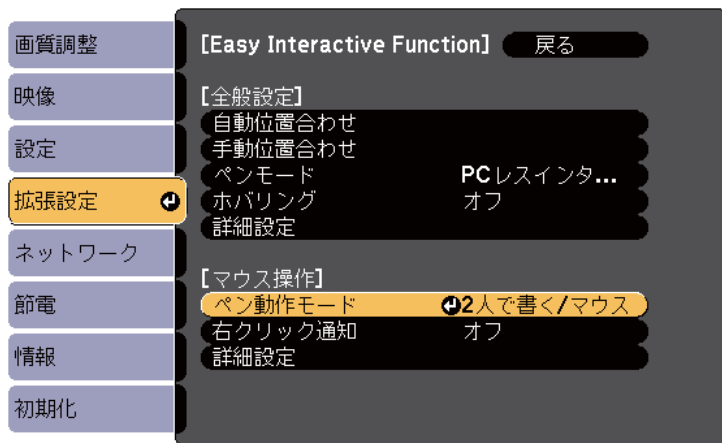 画質調整
映像
設定
拡張設定
ネットワーク
節電
情報
初期化
[Easy Interactive Function] 戻る
[全般設定]
自動位置合わせ
手動位置合わせ
ペンモード PCレスインタ...
ホバリング オフ
詳細設定
[マウス操作]
ペン動作モード 2人で書く/マウス
右クリック通知 オフ
詳細設定